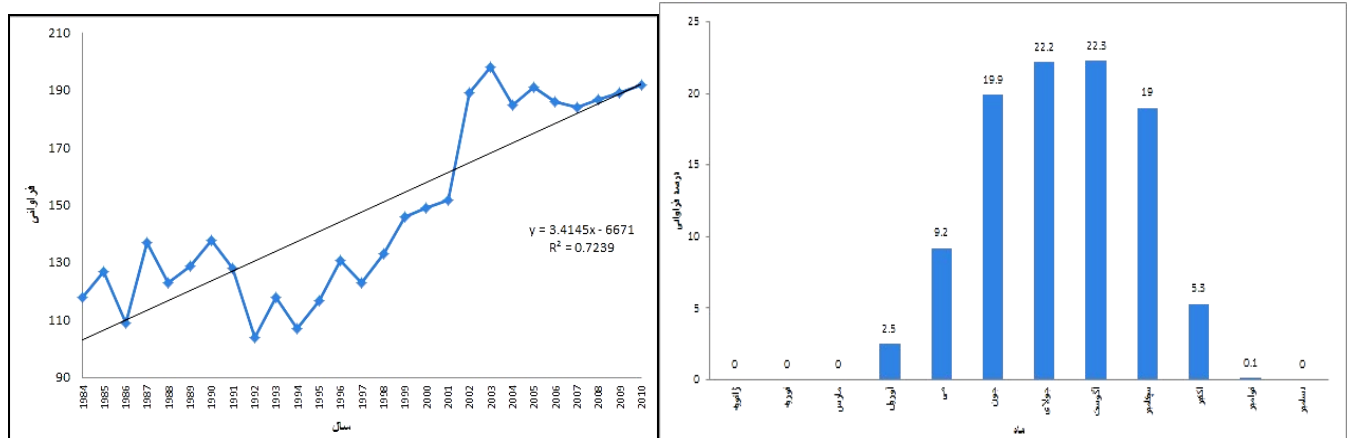 210
190
170
150
130
110
90
فراوانی
y = 3.4145x - 6671
R² = 0.7239
1984 1985 1986 1987 1988 1989 1990 1991 1992 1993 1994 1995 1996 1997 1998 1999 2000 2001 2002 2003 2004 2005 2006 2007 2008 2009 2010
سال
25
20
15
10
5
0
درصد فراوانی
0 0 0 2.5 9.2 19.9 22.2 22.3 19 5.3 0.1 0
ژانویه فوریه مارس آوریل می جون جولای آگوست سپتامبر اکتبر نوامبر دسامبر
ماه